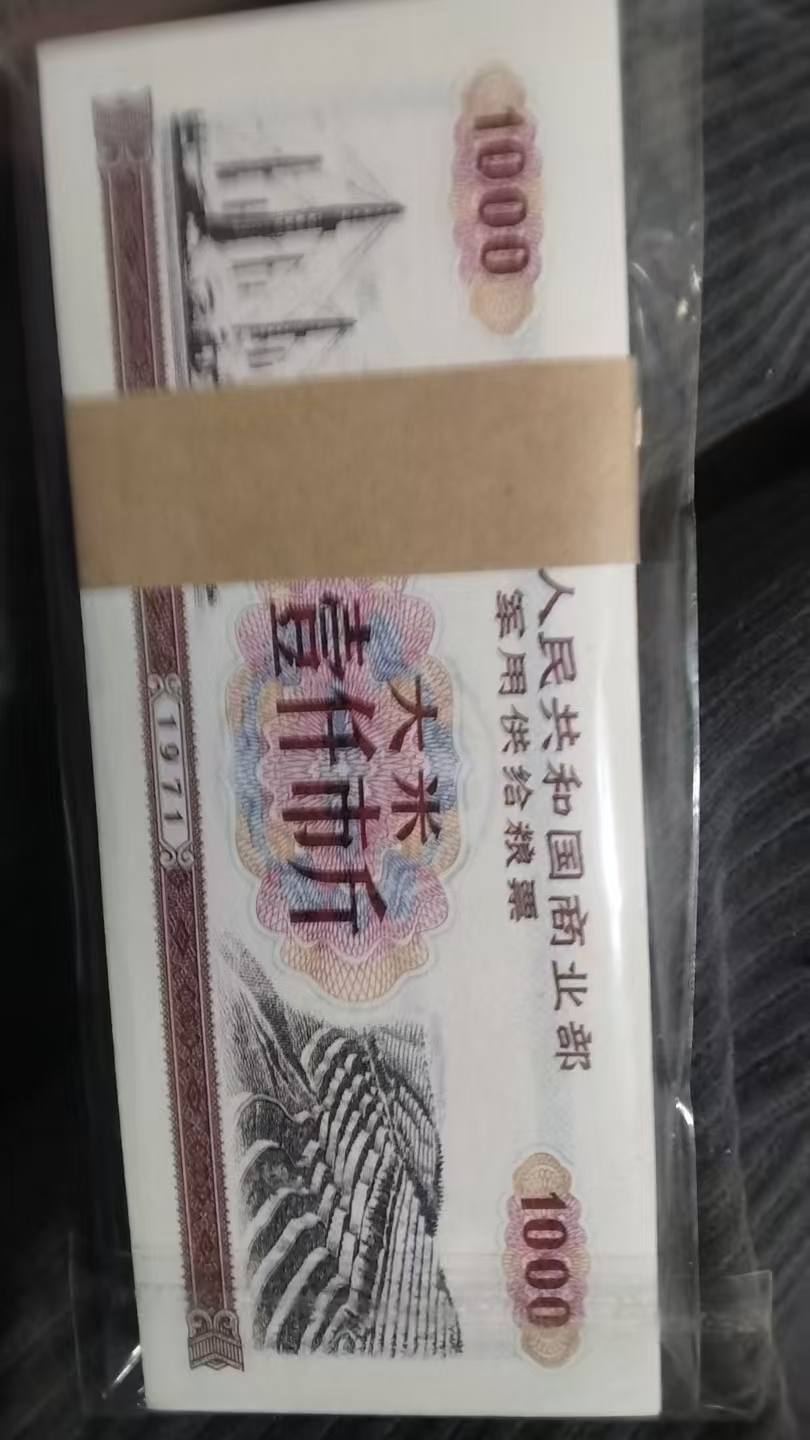 人民共和国商业部
军用供给粮票
1000
1000
大米
壹仟市斤
1971